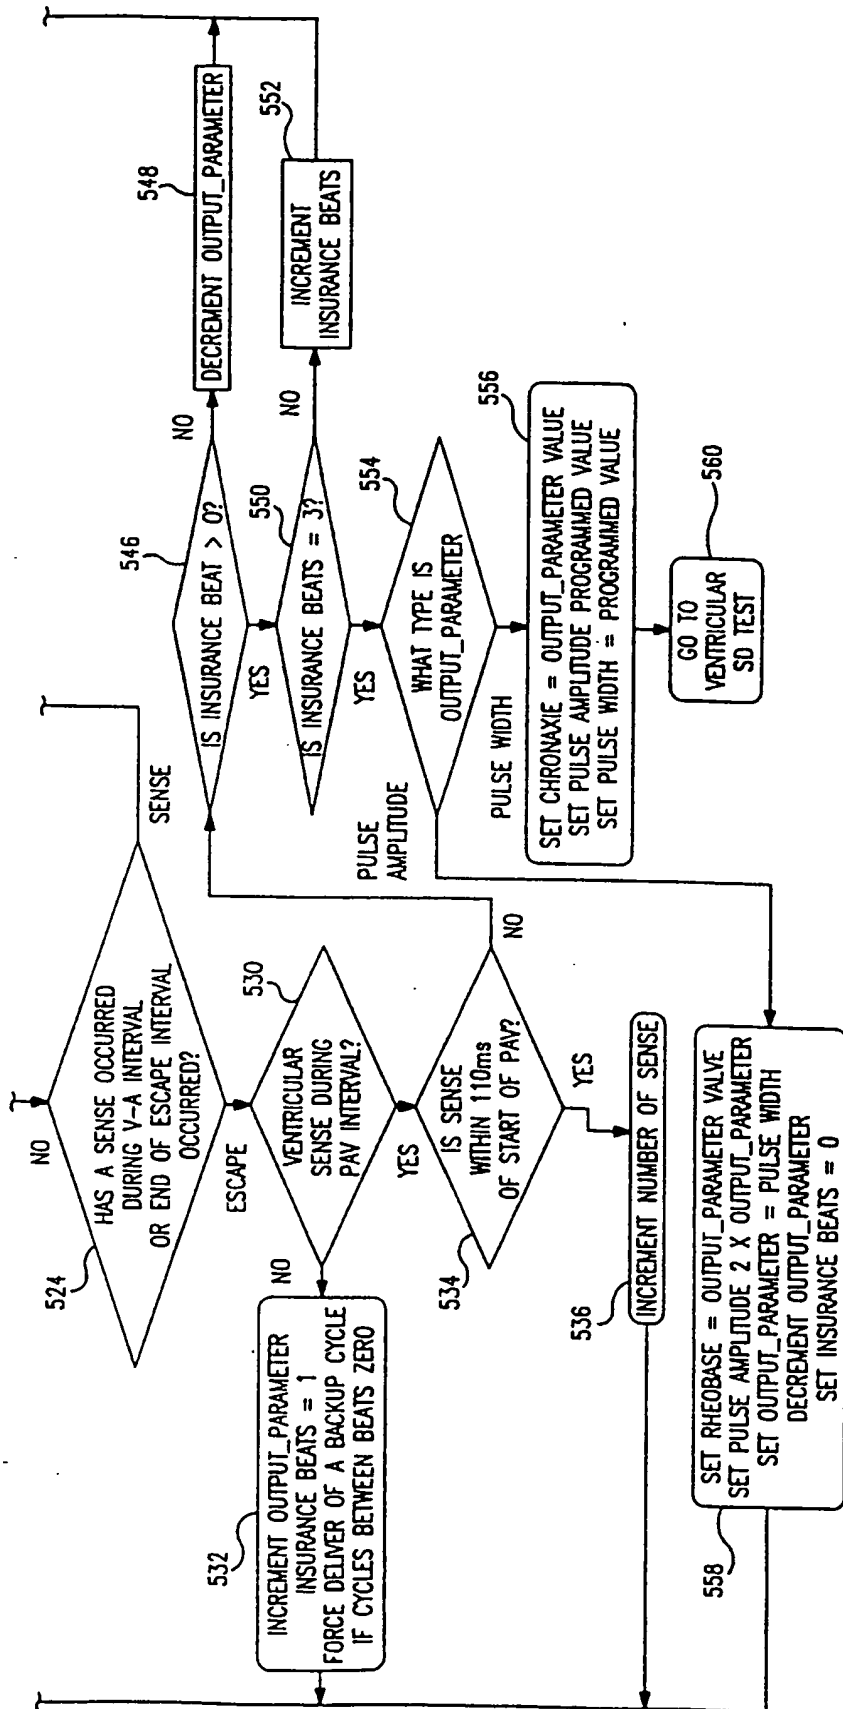 NO
HAS A SENSE OCCURRED
DURING V-A INTERVAL
OR END OF ESCAPE INTERVAL
OCCURRED?
524
SENSE
ESCAPE
VENTRICULAR
SENSE DURING
PAV INTERVAL?
530
NO
YES
INCREMENT OUTPUT_PARAMETER
INSURANCE BEATS = 1
FORCE DELIVER OF A BACKUP CYCLE
IF CYCLES BETWEEN BEATS ZERO
532
IS SENSE
WITHIN 110ms
OF START OF PAV?
534
NO
YES
INCREMENT NUMBER OF SENSE
536
IS INSURANCE BEAT > 0?
546
NO
YES
DECREMENT OUTPUT_PARAMETER
548
IS INSURANCE BEATS = 3?
550
NO
YES
INCREMENT
INSURANCE BEATS
552
WHAT TYPE IS
OUTPUT_PARAMETER
554
PULSE
AMPLITUDE
PULSE WIDTH
SET CHRONAXIE = OUTPUT_PARAMETER VALUE
SET PULSE AMPLITUDE PROGRAMMED VALUE
SET PULSE WIDTH = PROGRAMMED VALUE
556
GO TO
VENTRICULAR
SD TEST
560
SET RHEOBASE = OUTPUT_PARAMETER VALVE
SET PULSE AMPLITUDE 2 X OUTPUT_PARAMETER
SET OUTPUT_PARAMETER = PULSE WIDTH
DECREMENT OUTPUT_PARAMETER
SET INSURANCE BEATS = 0
558